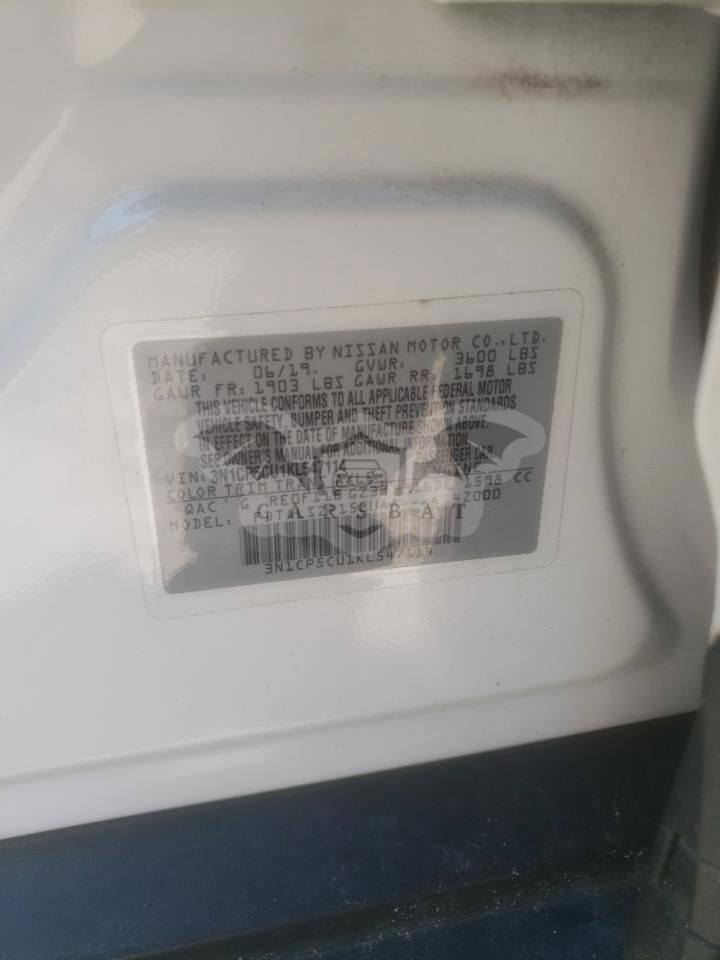 MANUFACTURED BY NISSAN MOTOR CO.,LTD.
DATE: 06/19. GVWR: 3600 LBS
GAWR FR: 1903 LBS GAWR RR: 1698 LBS
THIS VEHICLE CONFORMS TO ALL APPLICABLE FEDERAL MOTOR
VEHICLE SAFETY, BUMPER AND THEFT PREVENTION STANDARDS
IN EFFECT ON THE DATE OF MANUFACTURE SHOWN ABOVE.
SEE OWNER'S MANUAL FOR ADDITIONAL INFORMATION.
VIN: 3N1CP5CU1KL547114 PASSENGER CAR
COLOR TRIM TRANS AXLE ENGINE
QAC G 1598 CC
MODEL:
CARSBAT
3N1CP5CU1KL547114